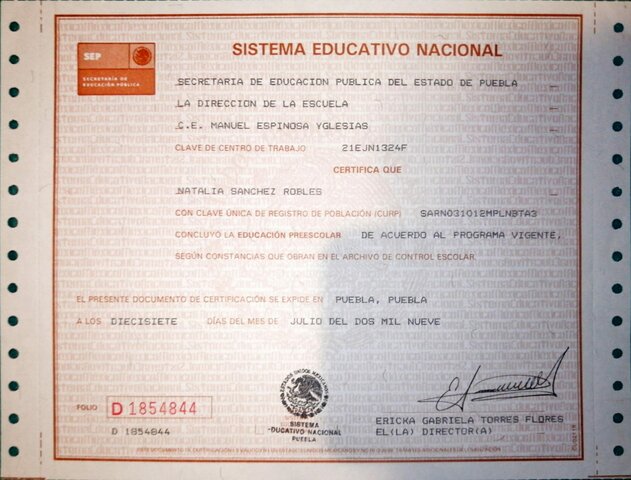 SEP
SECRETARÍA DE
EDUCACIÓN PÚBLICA
SISTEMA EDUCATIVO NACIONAL
SECRETARIA DE EDUCACION PUBLICA DEL ESTADO DE PUEBLA
LA DIRECCION DE LA ESCUELA
C.E. MANUEL ESPINOSA YGLESIAS
CLAVE DE CENTRO DE TRABAJO 21EJN1324F
CERTIFICA QUE
NATALIA SANCHEZ ROBLES
CON CLAVE ÚNICA DE REGISTRO DE POBLACIÓN (CURP) SARN031012MPLNBTA3
CONCLUYÓ LA EDUCACIÓN PREESCOLAR DE ACUERDO AL PROGRAMA VIGENTE,
SEGÚN CONSTANCIAS QUE OBRAN EN EL ARCHIVO DE CONTROL ESCOLAR.
EL PRESENTE DOCUMENTO DE CERTIFICACIÓN SE EXPIDE EN PUEBLA, PUEBLA
A LOS DIECISIETE DÍAS DEL MES DE JULIO DEL DOS MIL NUEVE
FOLIO D 1854844
D 1854844
ESTADOS UNIDOS MEXICANOS
SISTEMA
EDUCATIVO NACIONAL
PUEBLA
ERICKA GABRIELA TORRES FLORES
EL(LA) DIRECTOR(A)